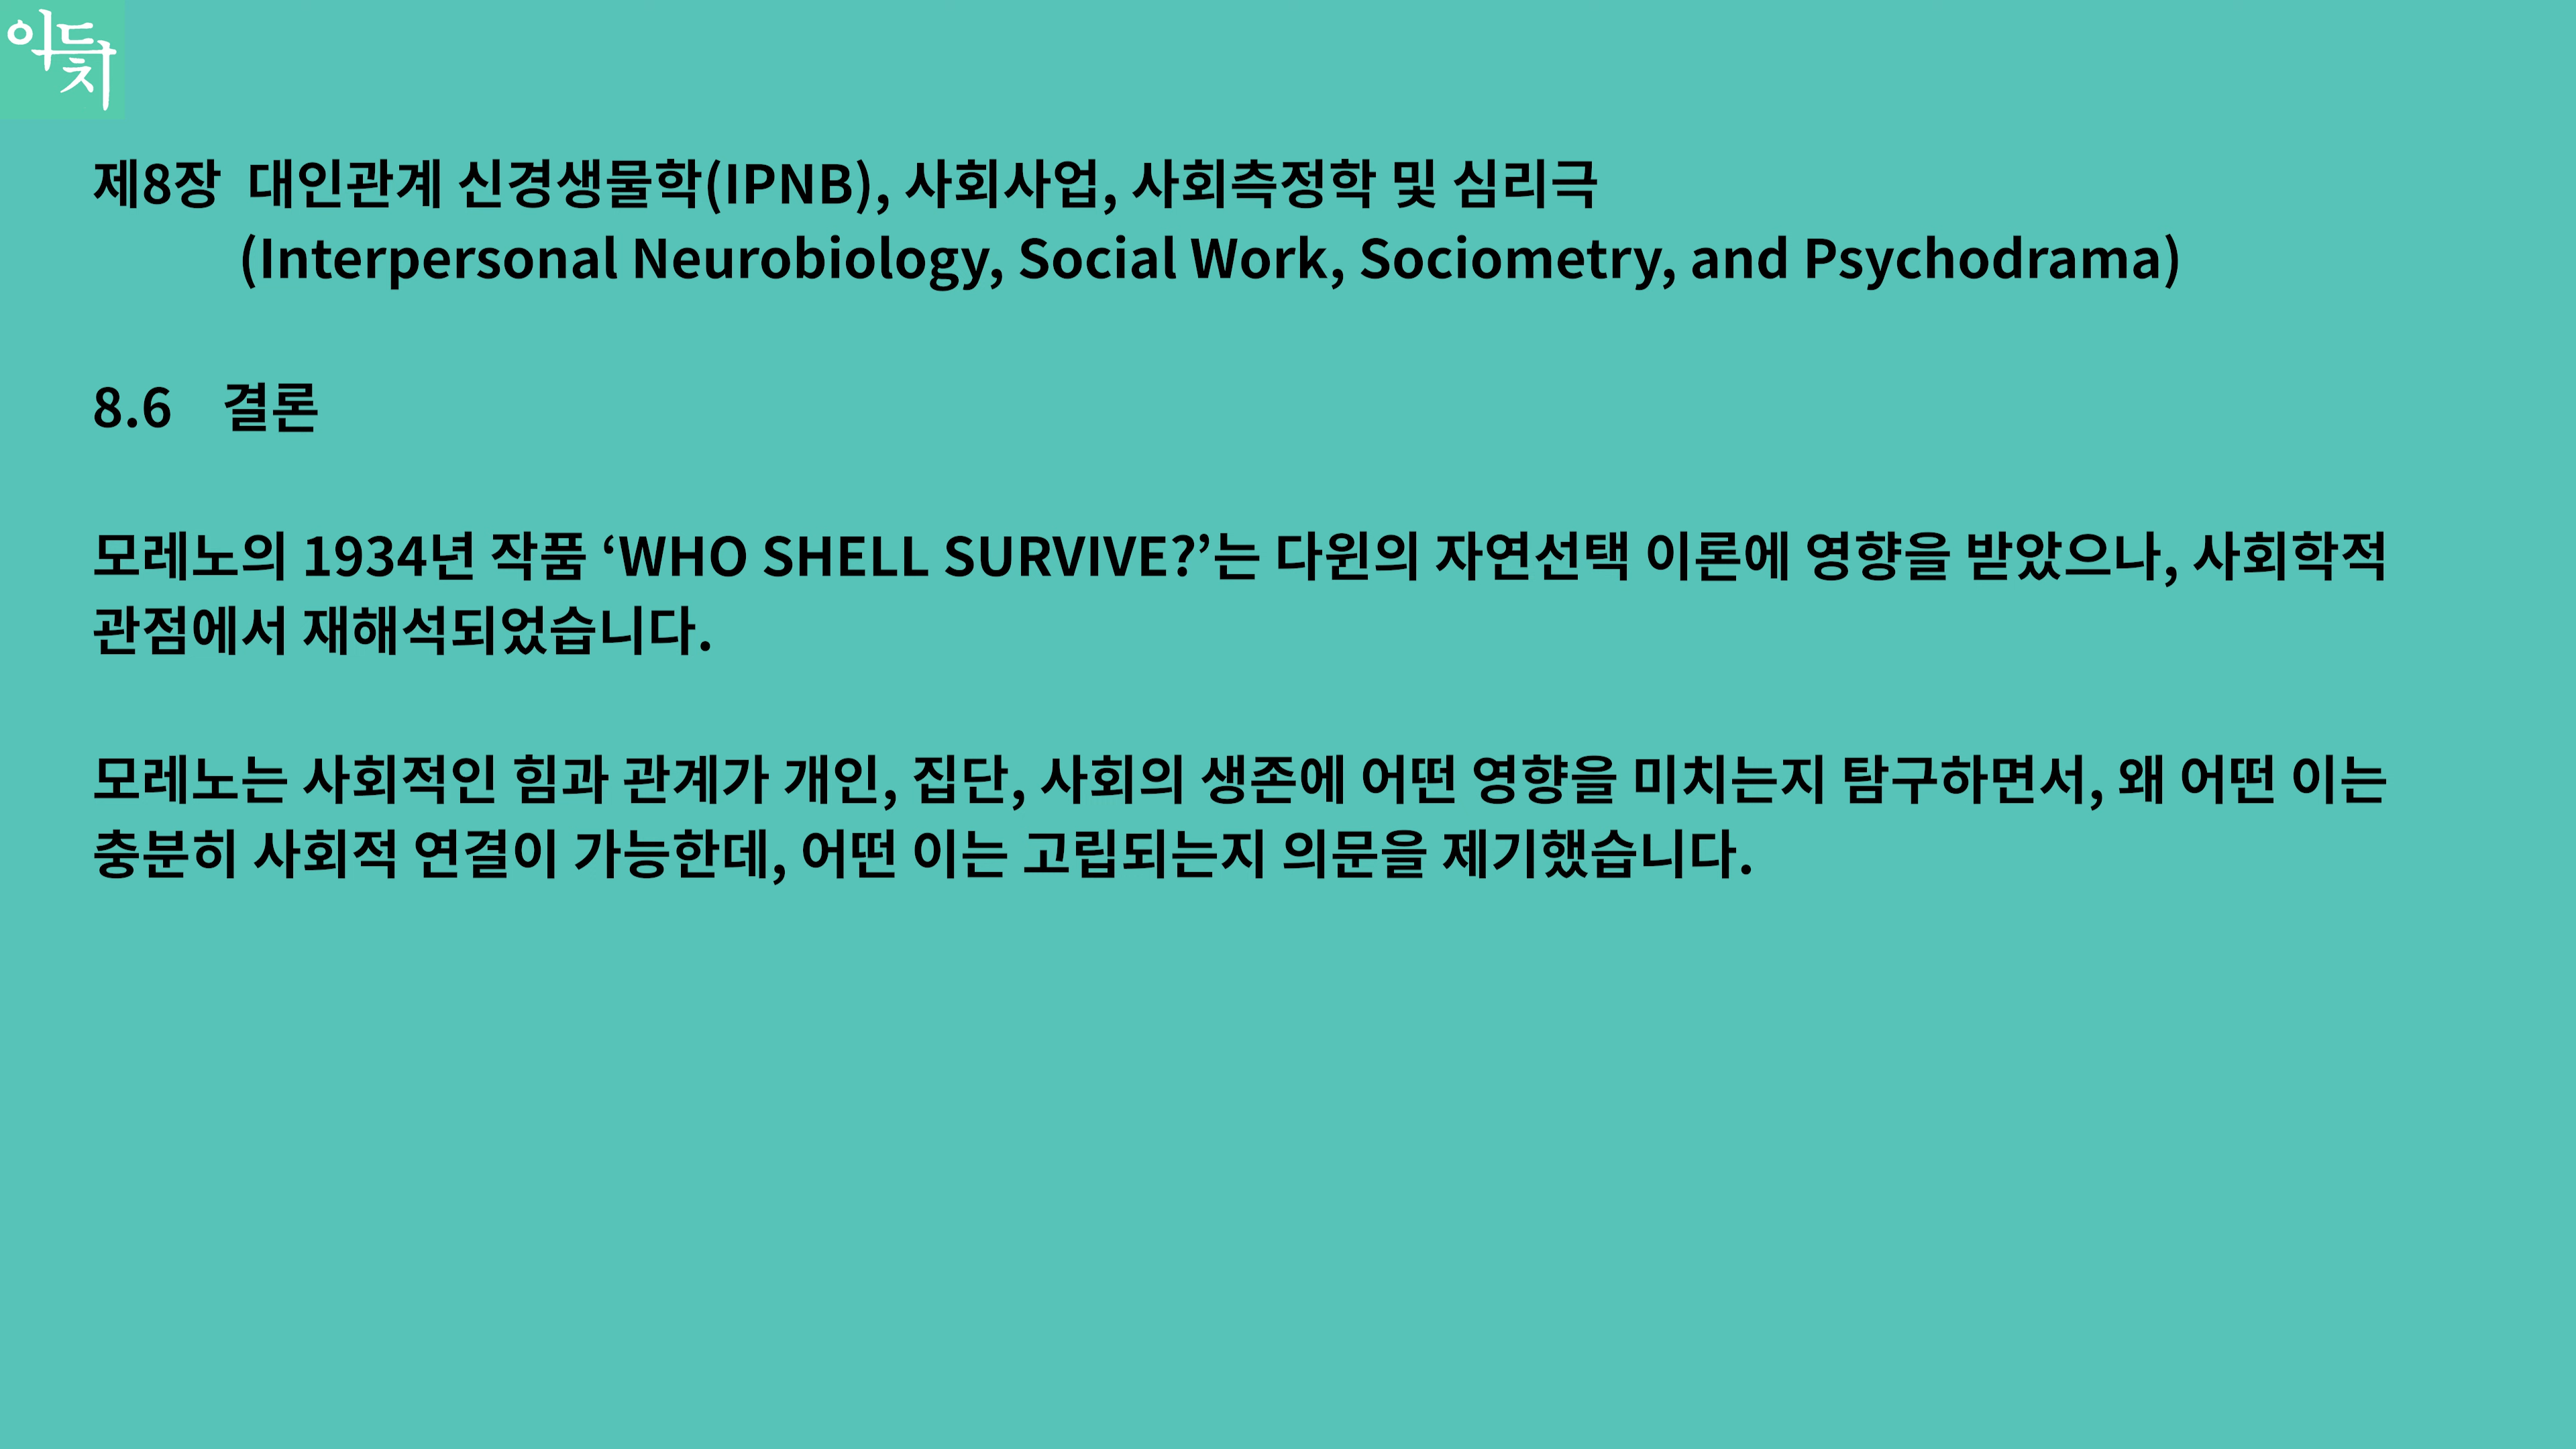 이드치
제8장 대인관계 신경생물학(IPNB), 사회사업, 사회측정학 및 심리극
(Interpersonal Neurobiology, Social Work, Sociometry, and Psychodrama)
8.6 결론
모레노의 1934년 작품 ‘WHO SHELL SURVIVE?’는 다윈의 자연선택 이론에 영향을 받았으나, 사회학적
관점에서 재해석되었습니다.
모레노는 사회적인 힘과 관계가 개인, 집단, 사회의 생존에 어떤 영향을 미치는지 탐구하면서, 왜 어떤 이는
충분히 사회적 연결이 가능한데, 어떤 이는 고립되는지 의문을 제기했습니다.